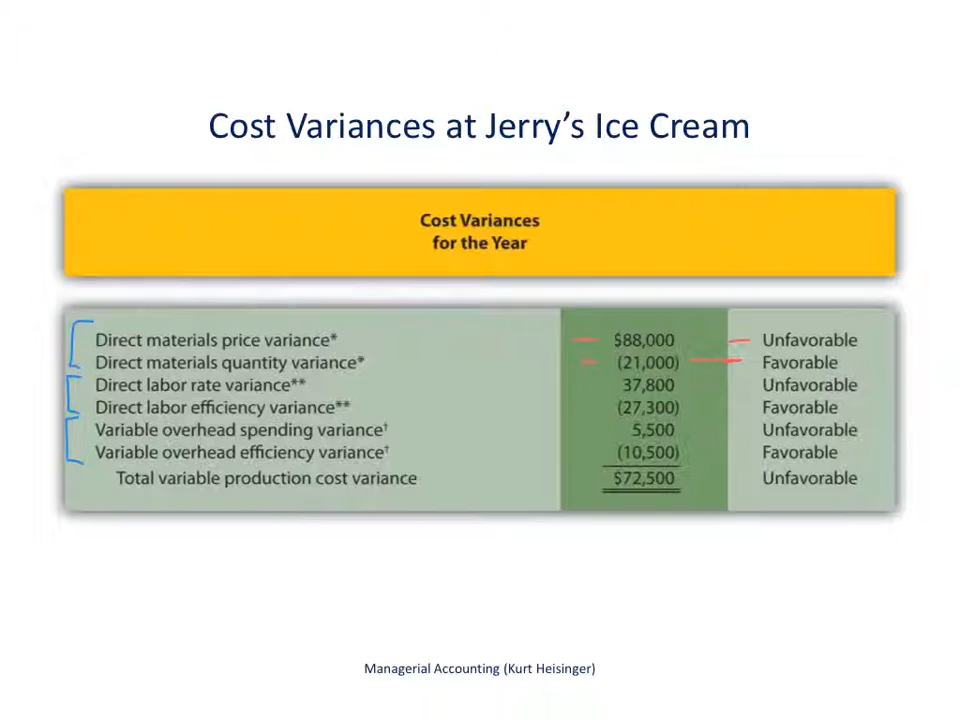 Cost Variances at Jerry’s Ice Cream
Cost Variances
for the Year
Direct materials price variance* $88,000 Unfavorable
Direct materials quantity variance* (21,000) Favorable
Direct labor rate variance** 37,800 Unfavorable
Direct labor efficiency variance** (27,300) Favorable
Variable overhead spending variance† 5,500 Unfavorable
Variable overhead efficiency variance† (10,500) Favorable
Total variable production cost variance $72,500 Unfavorable
Managerial Accounting (Kurt Heisinger)